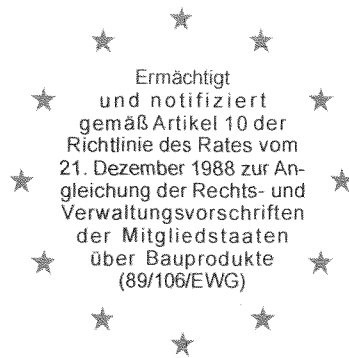 Ermächtigt
und notifiziert
gemäß Artikel 10 der
Richtlinie des Rates vom
21. Dezember 1988 zur An-
gleichung der Rechts- und
Verwaltungsvorschriften
der Mitgliedstaaten
über Bauprodukte
(89/106/EWG)